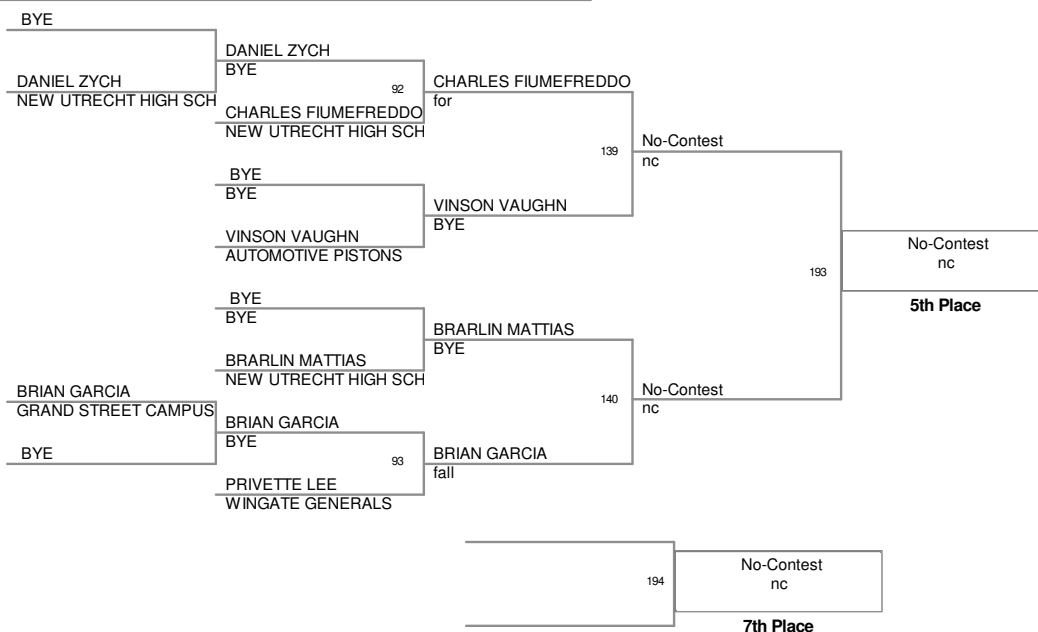 BYE
DANIEL ZYCH
NEW UTRECHT HIGH SCH
DANIEL ZYCH
BYE
92
CHARLES FIUMEFREDDO
NEW UTRECHT HIGH SCH
CHARLES FIUMEFREDDO
for
139
BYE
BYE
VINSON VAUGHN
AUTOMOTIVE PISTONS
VINSON VAUGHN
BYE
No-Contest
nc
193
No-Contest
nc
5th Place
BYE
BYE
BRARLIN MATTIAS
NEW UTRECHT HIGH SCH
BRARLIN MATTIAS
BYE
140
No-Contest
nc
BRIAN GARCIA
GRAND STREET CAMPUS
BYE
BRIAN GARCIA
BYE
93
PRIVETTE LEE
WINGATE GENERALS
BRIAN GARCIA
fall
194
No-Contest
nc
7th Place